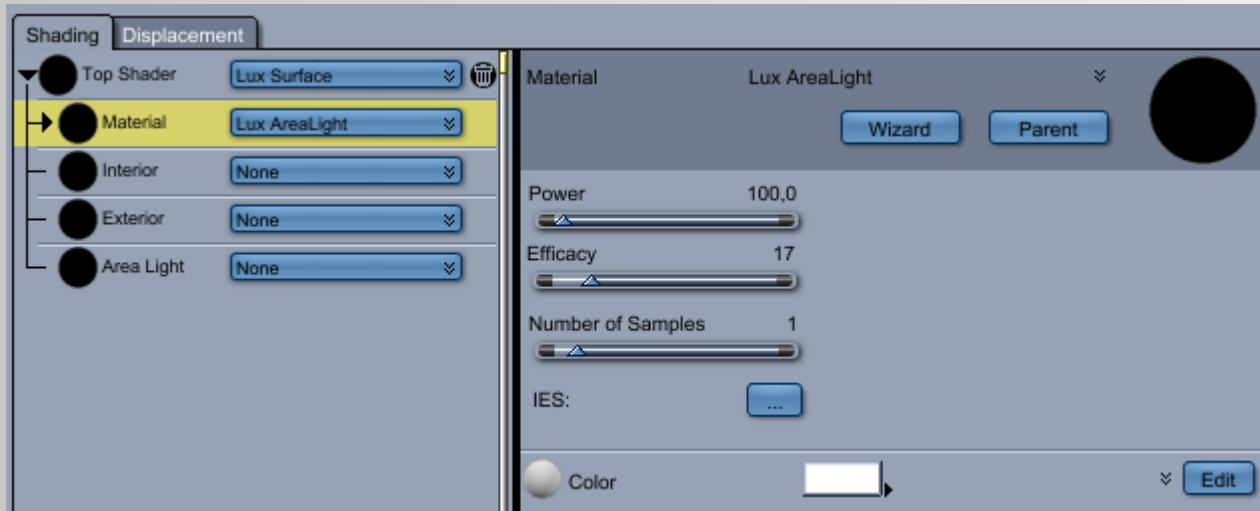 Shading Displacement
Top Shader Lux Surface
Material Lux AreaLight
Interior None
Exterior None
Area Light None
Material Lux AreaLight
Wizard Parent
Power 100,0
Efficacy 17
Number of Samples 1
IES: ...
Color Edit